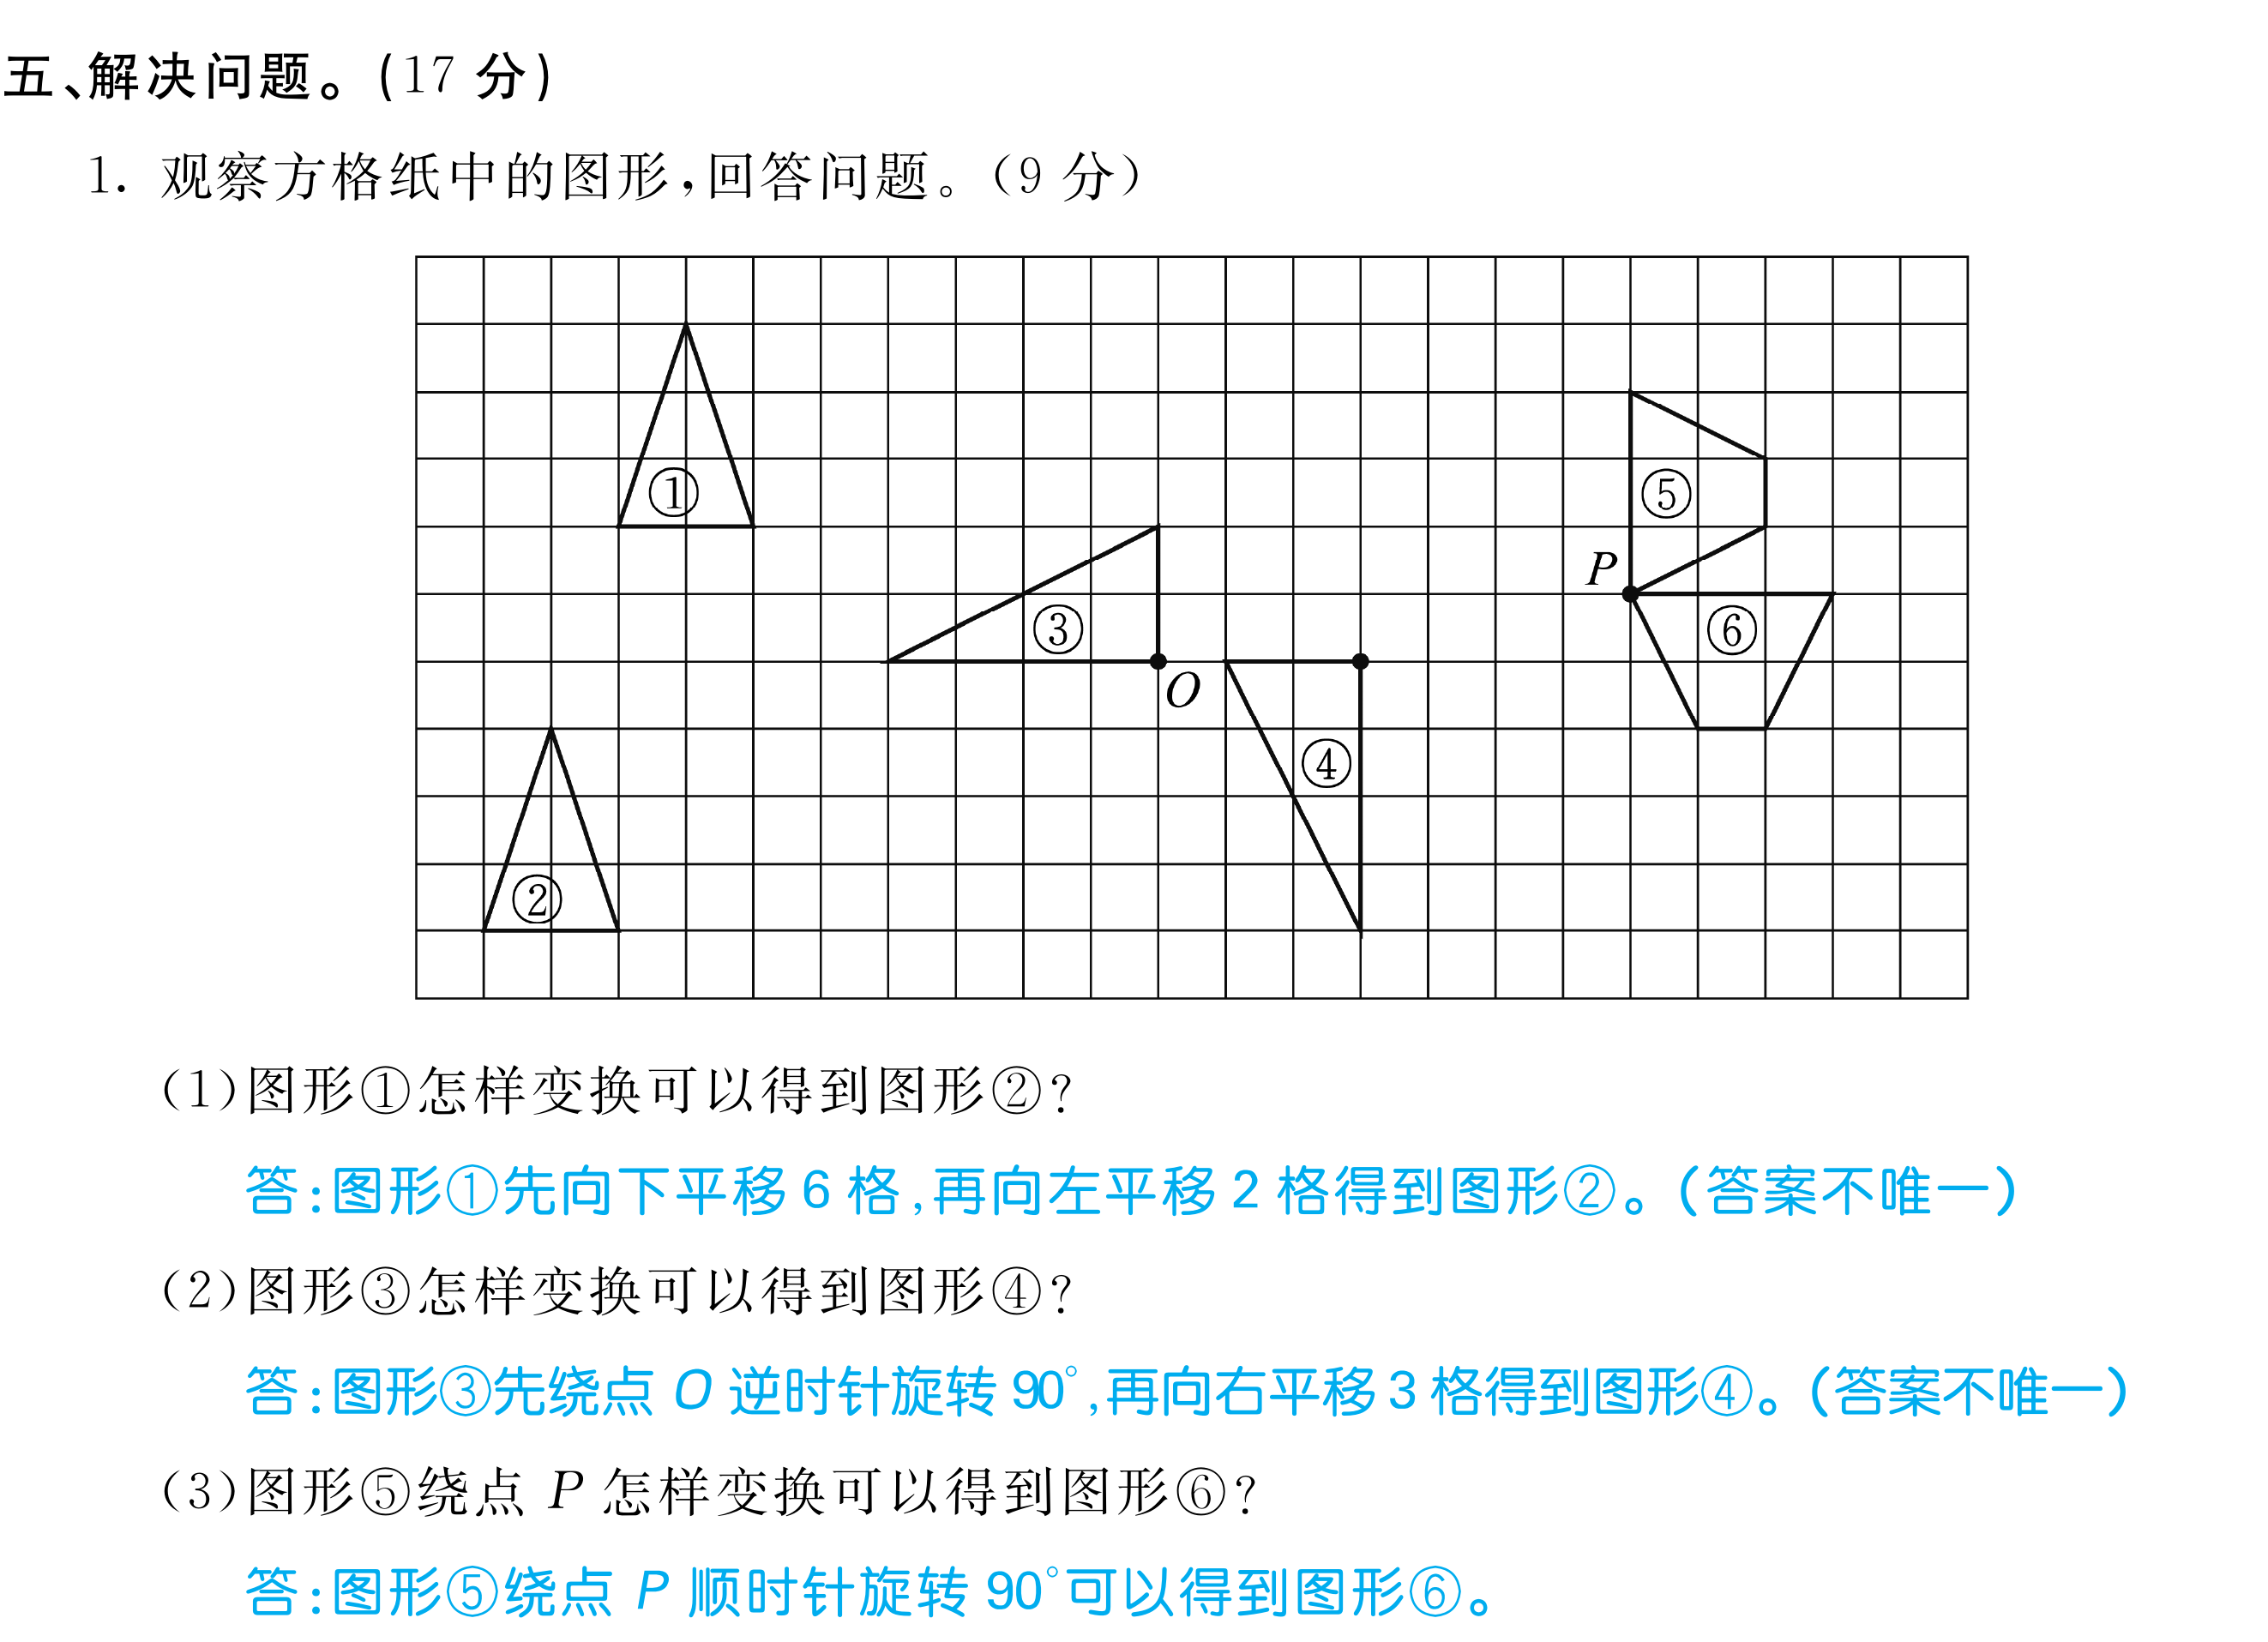 五、解决问题。(17 分)
1. 观察方格纸中的图形,回答问题。(9 分)
①
⑤
P
③
⑥
O
④
②
(1)图形①怎样变换可以得到图形②?
答:图形①先向下平移 6 格,再向左平移 2 格得到图形②。(答案不唯一)
(2)图形③怎样变换可以得到图形④?
答:图形③先绕点 O 逆时针旋转 90°,再向右平移 3 格得到图形④。(答案不唯一)
(3)图形⑤绕点 P 怎样变换可以得到图形⑥?
答:图形⑤绕点 P 顺时针旋转 90°可以得到图形⑥。